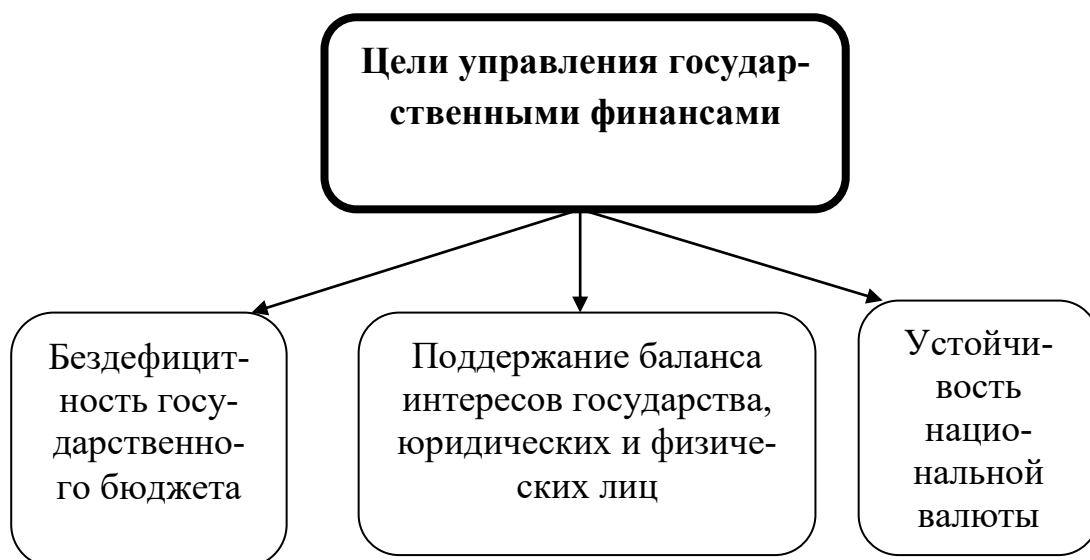 Цели управления государ-
ственными финансами
Бездефицит-
ность госу-
дарственно-
го бюджета
Поддержание баланса
интересов государства,
юридических и физиче-
ских лиц
Устойчи-
вость
нацио-
нальной
валюты